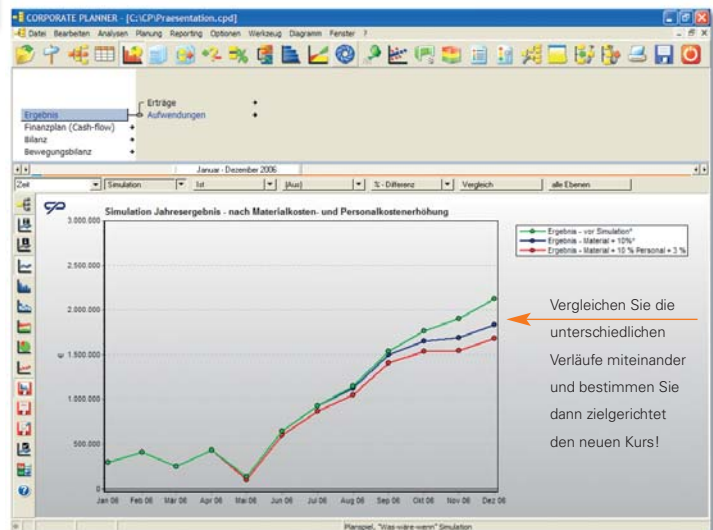 CORPORATE PLANNER - [C:\CP\Praesentation.cpd]
Datei Bearbeiten Analysen Planung Reporting Optionen Werkzeug Diagramm Fenster ?
Erträge
Ergebnis Aufwendungen
Finanzplan (Cash-flow)
Bilanz
Bewegungsbilanz
Januar - Dezember 2006
Zeit Simulation Ist (Aus) % - Differenz Vergleich alle Ebenen
Simulation Jahresergebnis - nach Materialkosten- und Personalkostenerhöhung
Ergebnis - vor Simulation*
Ergebnis - Material + 10%*
Ergebnis - Material + 10 % Personal + 3 %
3.000.000
2.500.000
2.000.000
€ 1.500.000
1.000.000
500.000
0
Jan 06 Feb 06 Mär 06 Apr 06 Mai 06 Jun 06 Jul 06 Aug 06 Sep 06 Okt 06 Nov 06 Dez 06
Vergleichen Sie die
unterschiedlichen
Verläufe miteinander
und bestimmen Sie
dann zielgerichtet
den neuen Kurs!
Planspiel, "Was-wäre-wenn" Simulation